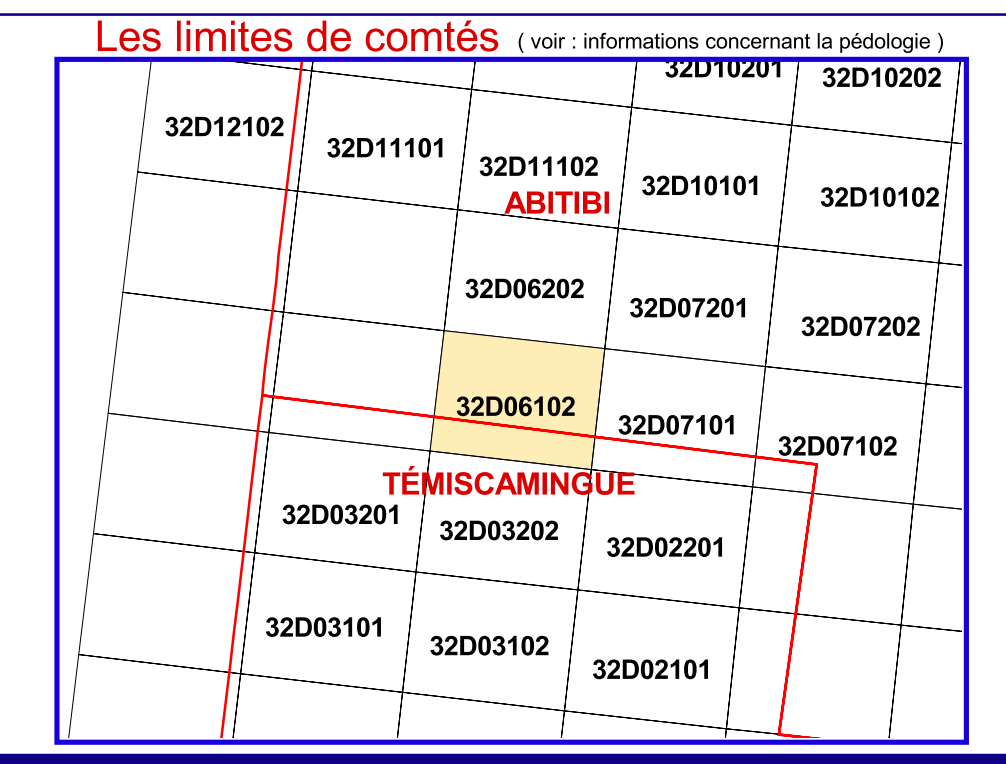 Les limites de comtés ( voir : informations concernant la pédologie )
32D10201
32D10202
32D12102
32D11101
32D11102
32D10101
32D10102
ABITIBI
32D06202
32D07201
32D07202
32D06102
32D07101
32D07102
TÉMISCAMINGUE
32D03201
32D03202
32D02201
32D03101
32D03102
32D02101